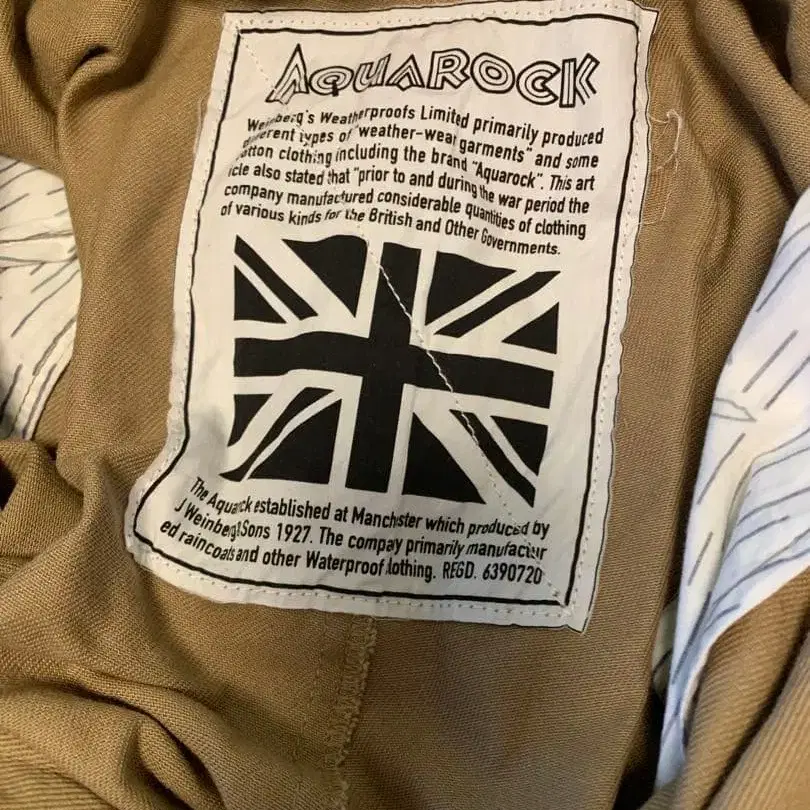 AQUAROCK
Weinberg's Weatherproofs Limited primarily produced
different types of "weather-wear garments" and some
cotton clothing including the brand "Aquarock". This art
icle also stated that "prior to and during the war period the
company manufactured considerable quantities of clothing
of various kinds for the British and Other Governments.
The Aquarock established at Manchester which produced by
J Weinberg&Sons 1927. The compay primarily manufactur
ed raincoats and other Waterproof clothing. REGD. 6390720